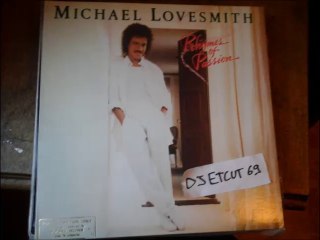 MICHAEL LOVESMITH
Rhymes
of
Passion
DJ ETCUT 69